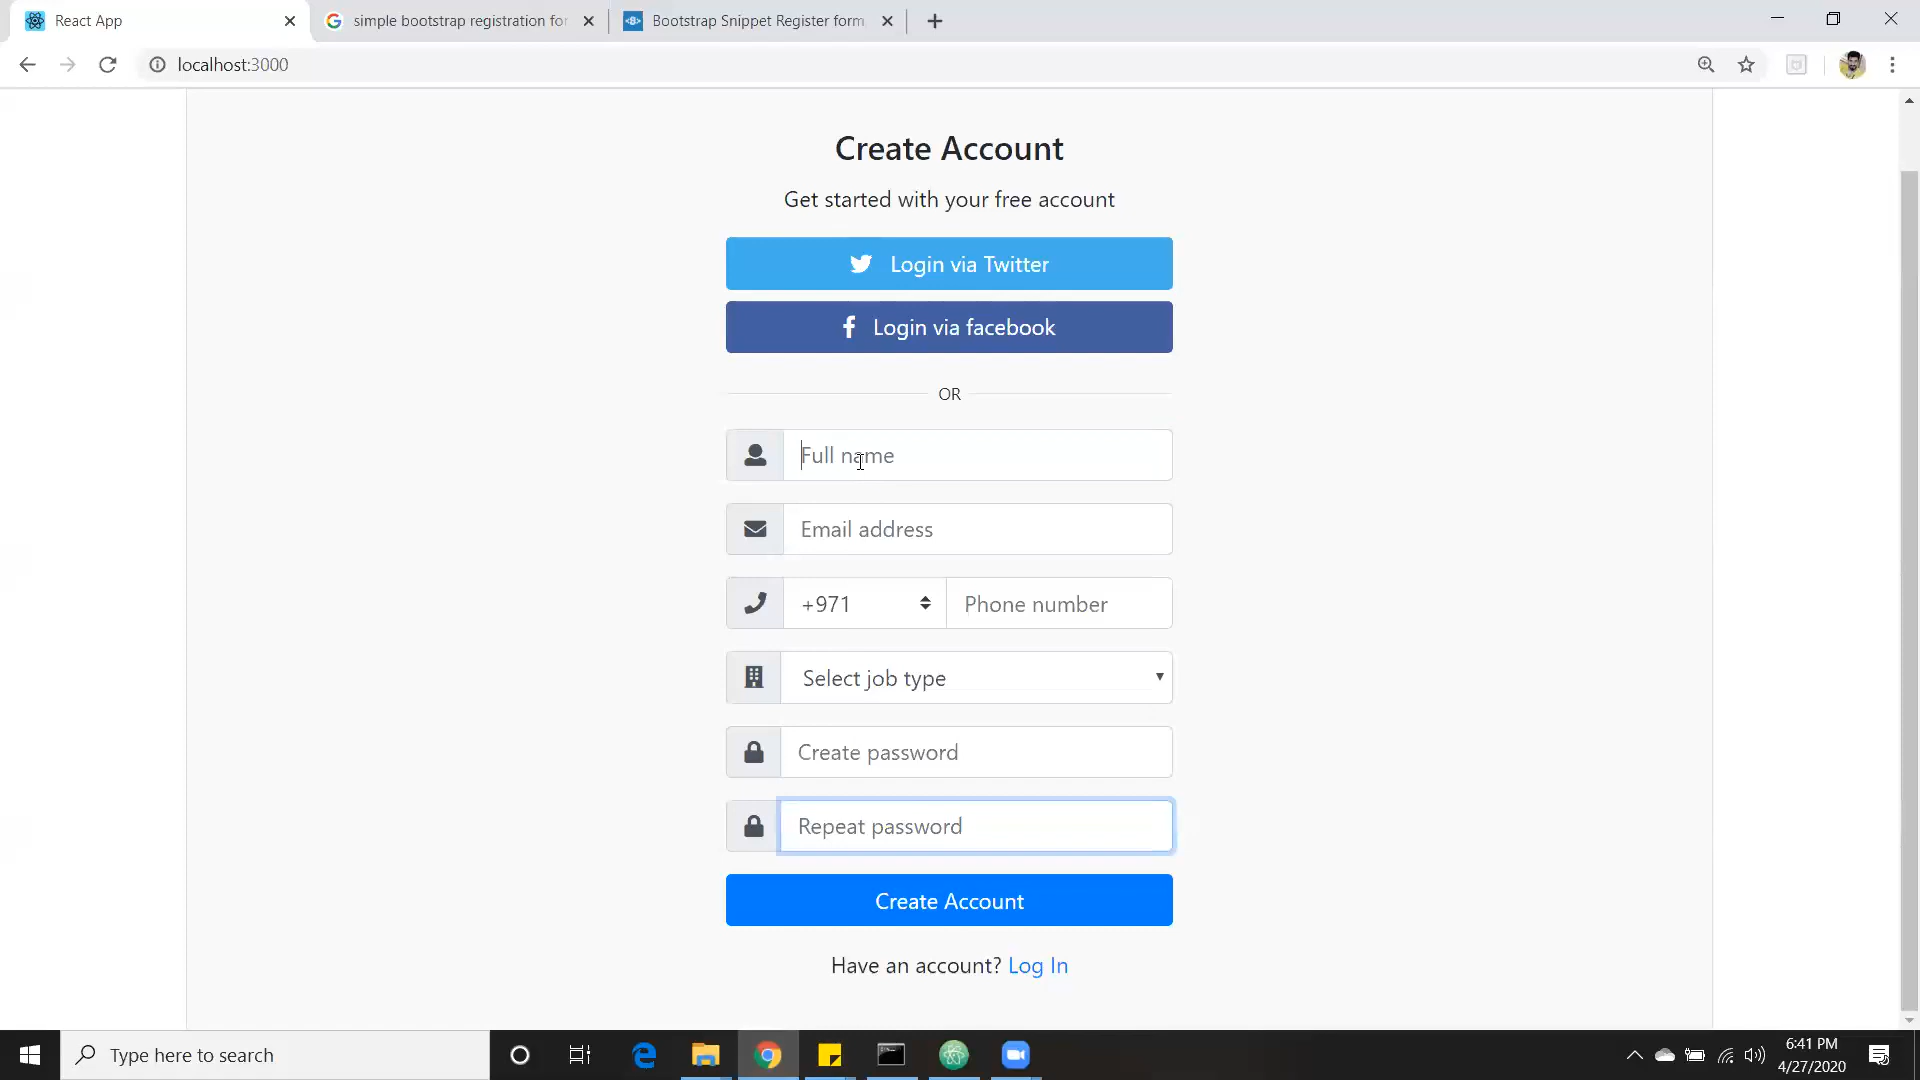 React App
simple bootstrap registration for
Bootstrap Snippet Register form
localhost:3000
Create Account
Get started with your free account
Login via Twitter
Login via facebook
OR
Full name
Email address
+971
Phone number
Select job type
Create password
Repeat password
Create Account
Have an account? Log In
Type here to search
6:41 PM
4/27/2020